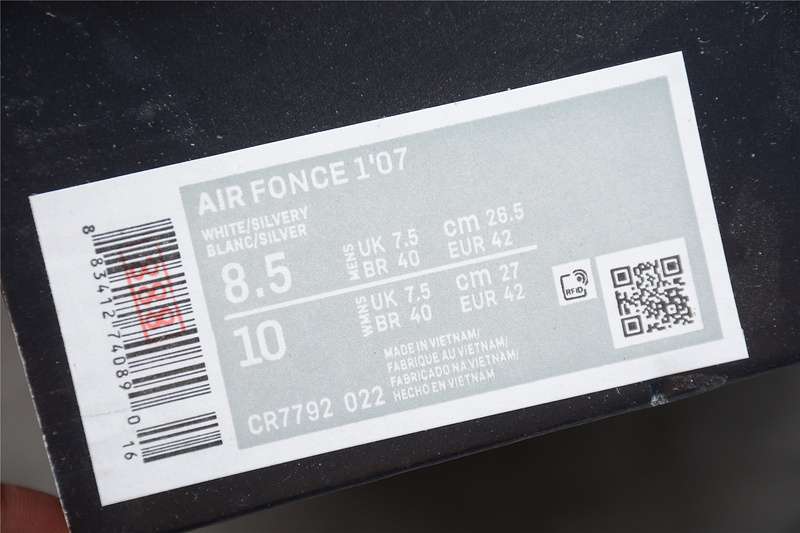 AIR FONCE 1'07
WHITE/SILVERY
BLANC/SILVER
8.5
MENS
UK 7.5
cm 26.5
BR 40
EUR 42
10
WMNS
UK 7.5
cm 27
BR 40
EUR 42
MADE IN VIETNAM/
FABRIQUE AU VIETNAM/
FABRICADO NA VIETNAM/
HECHO EN VIETNAM
CR7792 022
RFID
8 83412 74089 0 16